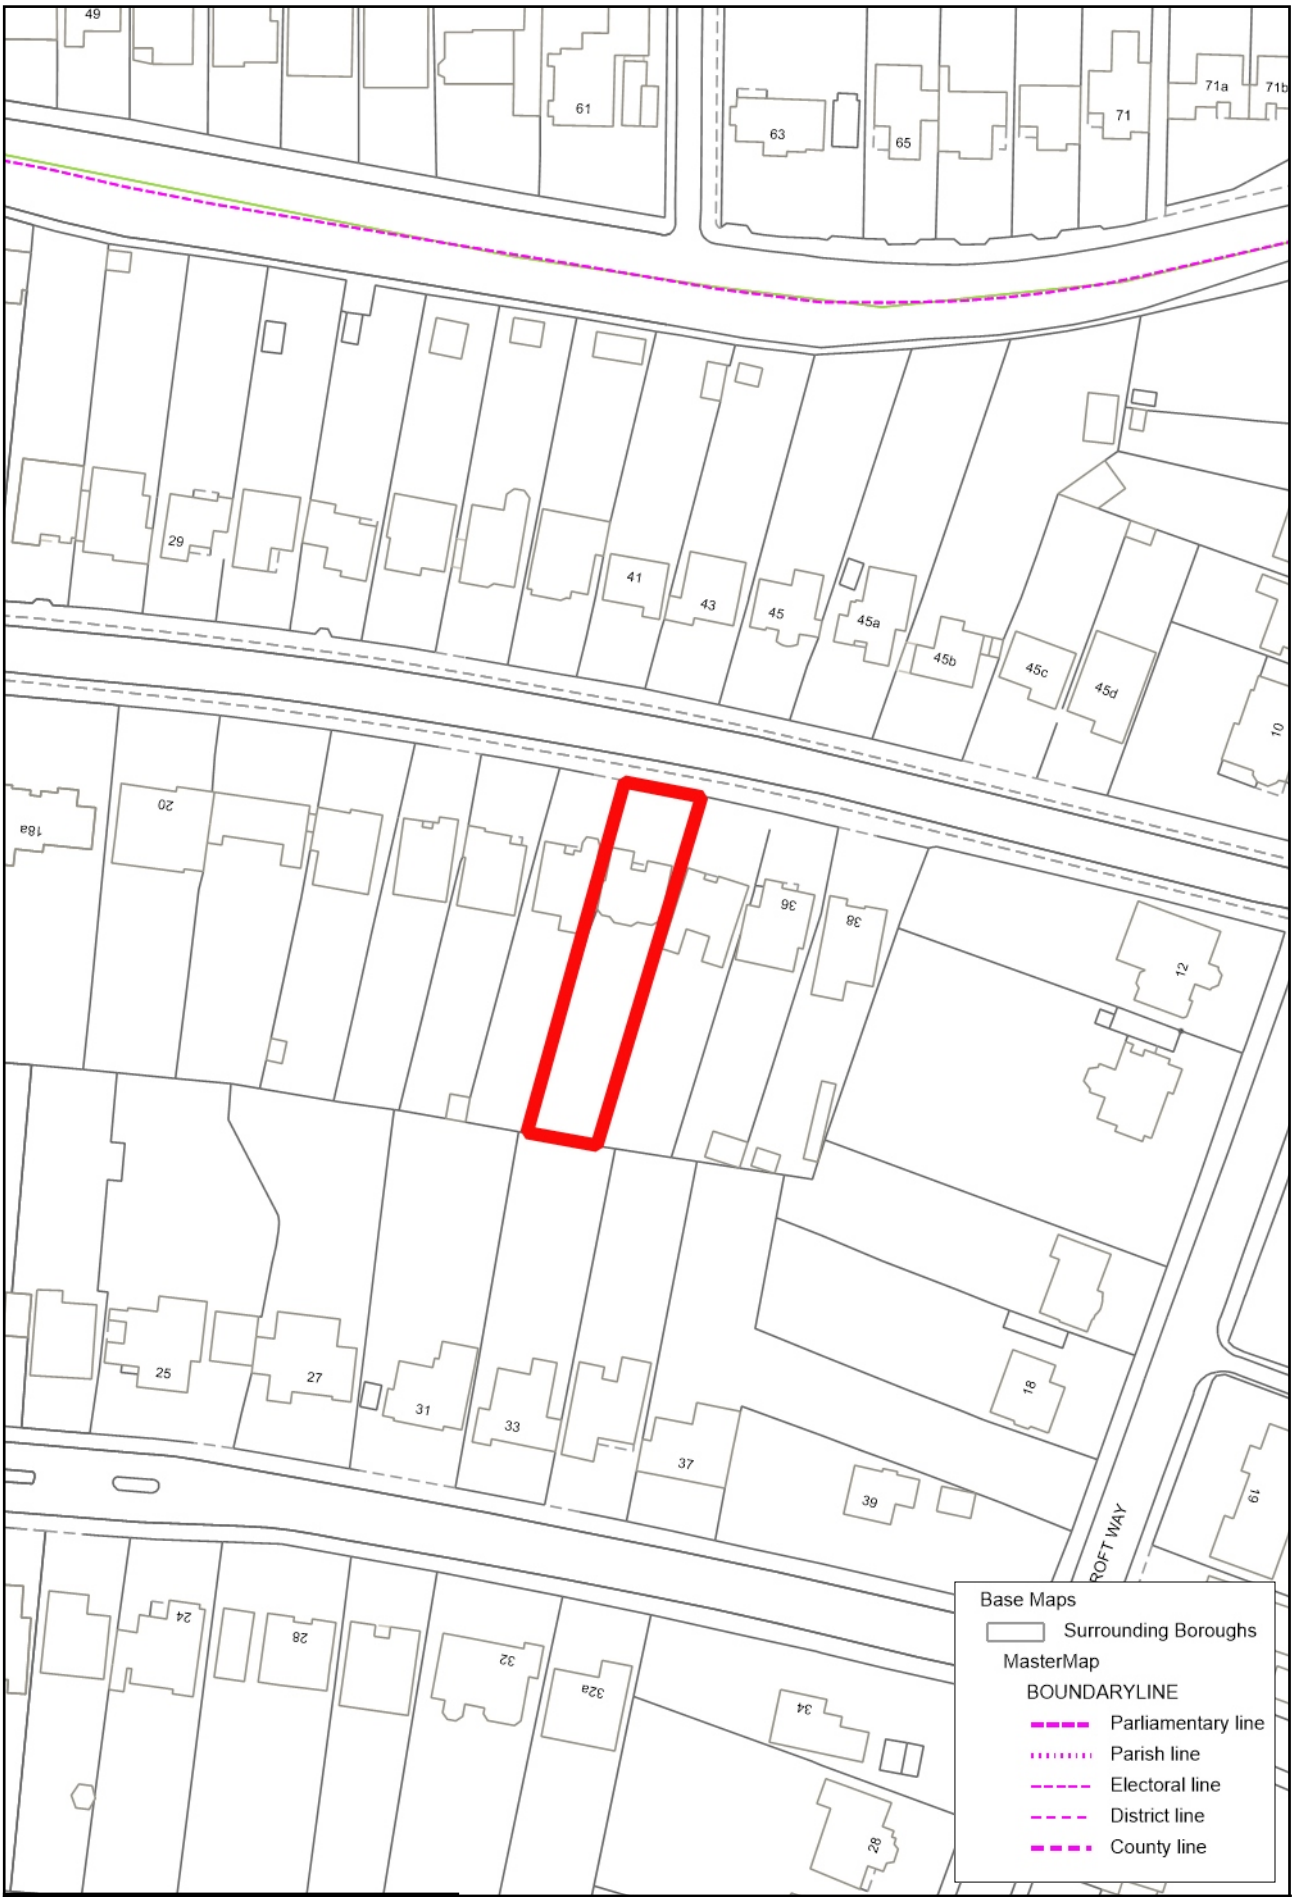 49
61
63
65
71
71a
71b
29
41
43
45
45a
45b
45c
45d
10
18a
20
36
38
12
25
27
31
33
37
39
18
19
ROFT WAY
24
28
32
32a
34
28
Base Maps
Surrounding Boroughs
MasterMap
BOUNDARYLINE
Parliamentary line
Parish line
Electoral line
District line
County line